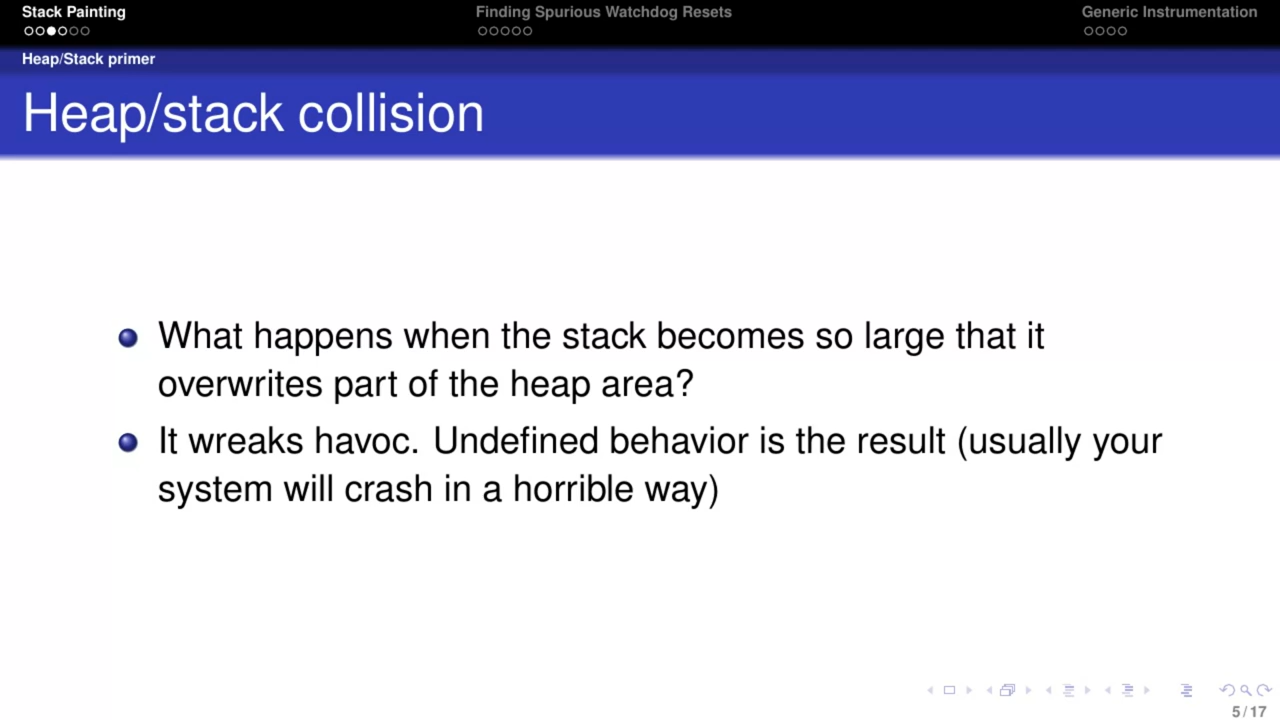 Stack Painting
Finding Spurious Watchdog Resets
Generic Instrumentation
Heap/Stack primer
Heap/stack collision
What happens when the stack becomes so large that it
overwrites part of the heap area?
It wreaks havoc. Undefined behavior is the result (usually your
system will crash in a horrible way)
5/17